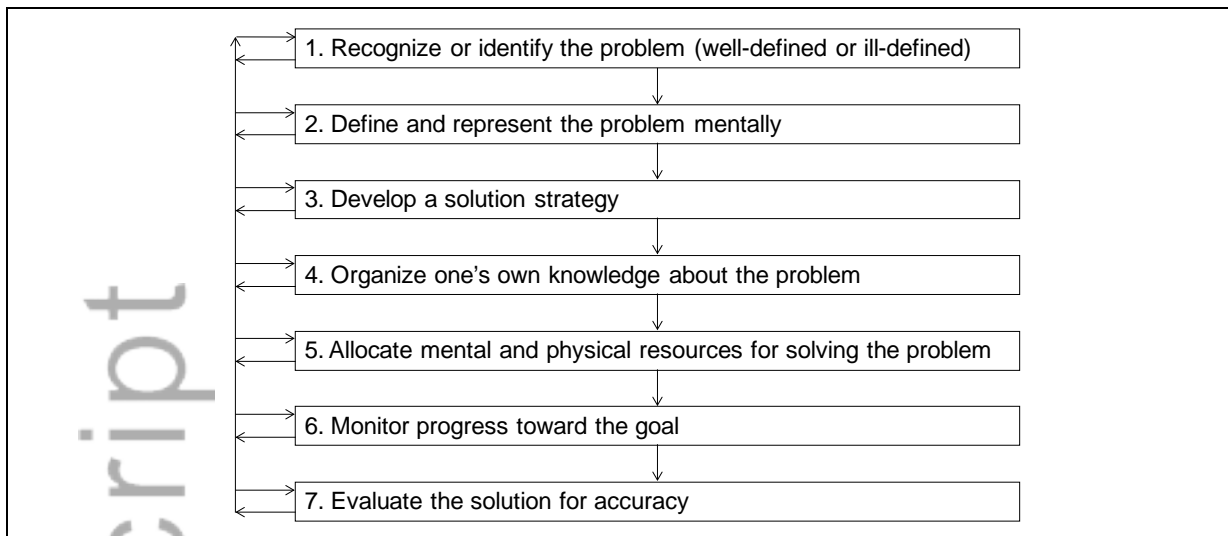 1. Recognize or identify the problem (well-defined or ill-defined)
2. Define and represent the problem mentally
3. Develop a solution strategy
4. Organize one’s own knowledge about the problem
5. Allocate mental and physical resources for solving the problem
6. Monitor progress toward the goal
7. Evaluate the solution for accuracy
cript